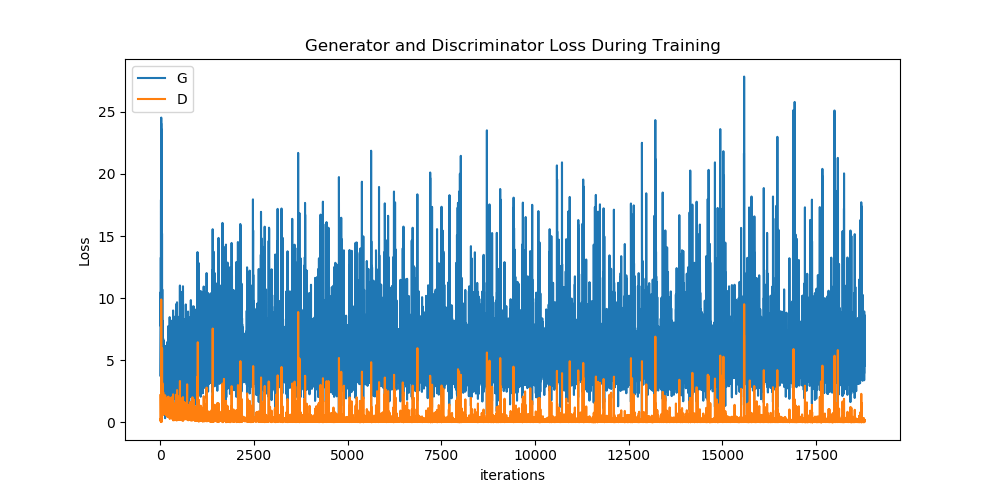 Generator and Discriminator Loss During Training
G
D
Loss
25
20
15
10
5
0
0 2500 5000 7500 10000 12500 15000 17500
iterations